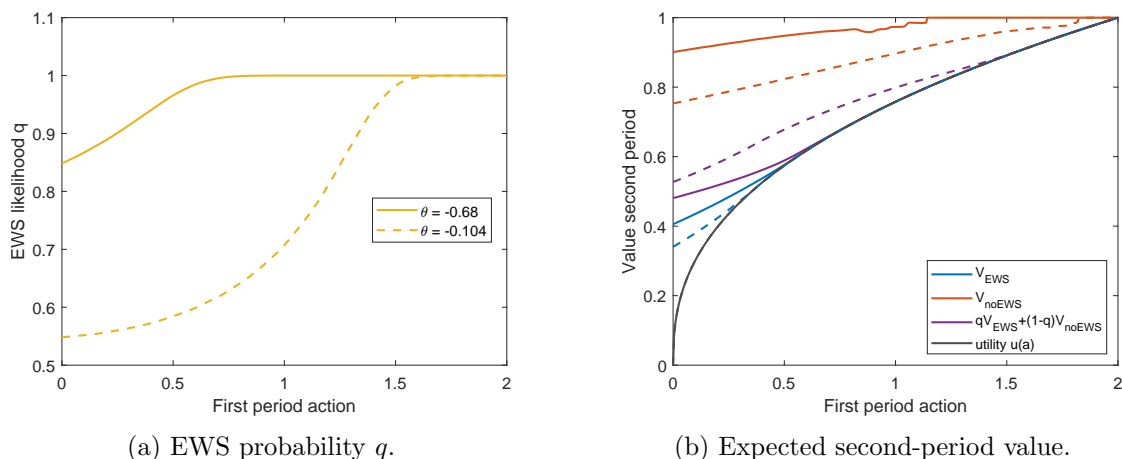 1.1
1
0.9
0.8
0.7
0.6
0.5
EWS likelihood q
θ = -0.68
θ = -0.104
0
0.5
1
1.5
2
First period action
(a) EWS probability q.
1
0.8
0.6
0.4
0.2
0
Value second period
V_EWS
V_noEWS
qV_EWS+(1-q)V_noEWS
utility u(a)
0
0.5
1
1.5
2
First period action
(b) Expected second-period value.